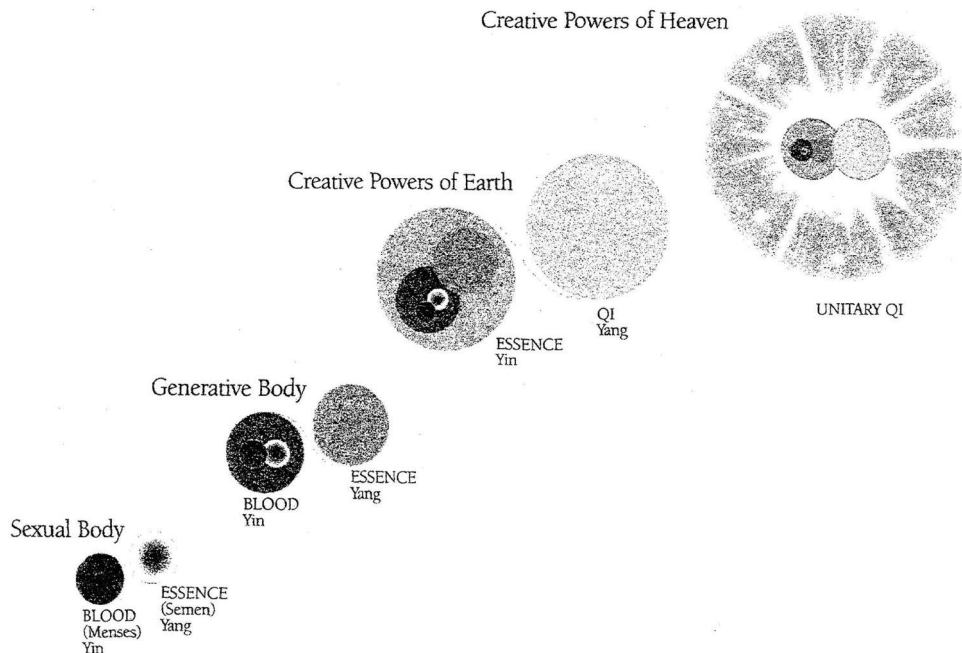 Creative Powers of Heaven
UNITARY QI
Creative Powers of Earth
ESSENCE
Yin
QI
Yang
Generative Body
BLOOD
Yin
ESSENCE
Yang
Sexual Body
BLOOD
(Menses)
Yin
ESSENCE
(Semen)
Yang